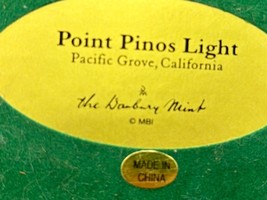 Point Pinos Light
Pacific Grove, California
The Danbury Mint
© MBI
MADE IN
CHINA